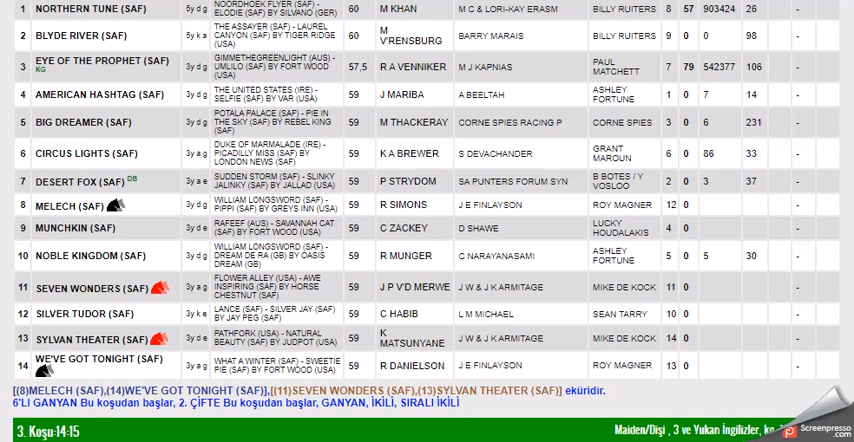 1 NORTHERN TUNE (SAF) 5y d g NOORDHOEK FLYER (SAF) - ELODIE (SAF) BY SILVANO (GER) 60 M KHAN M C & L/ORI-KAY ERASM BILLY RUITERS 8 57 903424 26 -
2 BLYDE RIVER (SAF) 5y k a THE ASSAYER (SAF) - LAUREL CANYON (SAF) BY TIGER RIDGE (USA) 60 M V'RENSBURG BARRY MARAIS BILLY RUITERS 9 0 0 98 -
3 EYE OF THE PROPHET (SAF) KG 3y d g GIMMETHEGREENLIGHT (AUS) - UMLILO (SAF) BY FORT WOOD (USA) 57,5 R A VENNIKER M J KAPNIAS PAUL MATCHETT 7 79 542377 106 -
4 AMERICAN HASHTAG (SAF) 3y d g THE UNITED STATES (IRE) - SELFIE (SAF) BY VAR (USA) 59 J MARIBA A BEELTAH ASHLEY FORTUNE 1 0 7 14 -
5 BIG DREAMER (SAF) 3y d g POTALA PALACE (SAF) - PIE IN THE SKY (SAF) BY REBEL KING (SAF) 59 M THACKERAY CORNE SPIES RACING P CORNE SPIES 3 0 6 231 -
6 CIRCUS LIGHTS (SAF) 3y a g DUKE OF MARMALADE (IRE) - PICADILLY MISS (SAF) BY LONDON NEWS (SAF) 59 K A BREWER S DEVACHANDER GRANT MAROUN 6 0 86 33 -
7 DESERT FOX (SAF) DB 3y a e SUDDEN STORM (SAF) - SLINKY JALINKY (SAF) BY JALLAD (USA) 59 P STRYDOM SA PUNTERS FORUM SYN B BOTES / Y VOSLOO 2 0 3 37 -
8 MELECH (SAF) 3y d g WILLIAM LONGSWORD (SAF) - PIPPI (SAF) BY GREYS INN (USA) 59 R SIMONS J E FINLAYSON ROY MAGNER 12 0 -
9 MUNCHKIN (SAF) 3y d e RAFEEF (AUS) - SAVANNAH CAT (SAF) BY FORT WOOD (USA) 59 C ZACKEY D SHAWE LUCKY HOUDALAKIS 4 0 -
10 NOBLE KINGDOM (SAF) 3y d g WILLIAM LONGSWORD (SAF) - DREAM DE RA (GB) BY OASIS DREAM (GB) 59 R MUNGER C NARAYANASAMI ASHLEY FORTUNE 5 0 5 30 -
11 SEVEN WONDERS (SAF) 3y a g FLOWER ALLEY (USA) - AWE INSPIRING (SAF) BY HORSE CHESTNUT (SAF) 59 J P V'D MERWE J W & J K ARMITAGE MIKE DE KOCK 11 0 -
12 SILVER TUDOR (SAF) 3y k e LANCE (SAF) - SILVER JAY (SAF) BY JAY PEG (SAF) 59 C HABIB L M MICHAEL SEAN TARRY 10 0 -
13 SYLVAN THEATER (SAF) 3y d e PATHFORK (USA) - NATURAL BEAUTY (SAF) BY JUDPOT (USA) 59 K MATSUNYANE J W & J K ARMITAGE MIKE DE KOCK 14 0 -
14 WE'VE GOT TONIGHT (SAF) 3y a g WHAT A WINTER (SAF) - SWEETIE PIE (SAF) BY FORT WOOD (USA) 59 R DANIELSON J E FINLAYSON ROY MAGNER 13 0 -
[(8)MELECH (SAF),(14)WE'VE GOT TONIGHT (SAF)],[(11)SEVEN WONDERS (SAF),(13)SYLVAN THEATER (SAF)] eküridir.
6'LI GANYAN Bu koşudan başlar, 2. ÇİFTE Bu koşudan başlar, GANYAN, İKİLİ, SIRALI İKİLİ
3. Koşu:14:15 Maiden/Dişi , 3 ve Yukarı İngilizler,
Screenpresso
.com